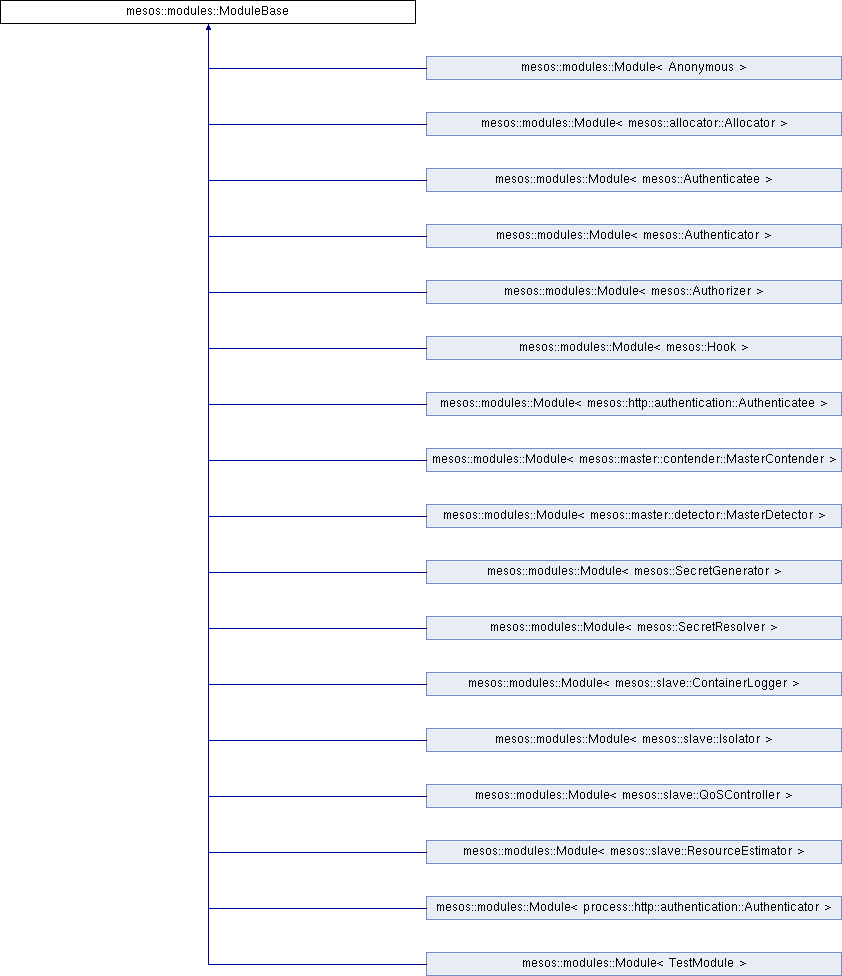 mesos::modules::ModuleBase
mesos::modules::Module< Anonymous >
mesos::modules::Module< mesos::allocator::Allocator >
mesos::modules::Module< mesos::Authenticatee >
mesos::modules::Module< mesos::Authenticator >
mesos::modules::Module< mesos::Authorizer >
mesos::modules::Module< mesos::Hook >
mesos::modules::Module< mesos::http::authentication::Authenticatee >
mesos::modules::Module< mesos::master::contender::MasterContender >
mesos::modules::Module< mesos::master::detector::MasterDetector >
mesos::modules::Module< mesos::SecretGenerator >
mesos::modules::Module< mesos::SecretResolver >
mesos::modules::Module< mesos::slave::ContainerLogger >
mesos::modules::Module< mesos::slave::Isolator >
mesos::modules::Module< mesos::slave::QoSController >
mesos::modules::Module< mesos::slave::ResourceEstimator >
mesos::modules::Module< process::http::authentication::Authenticator >
mesos::modules::Module< TestModule >